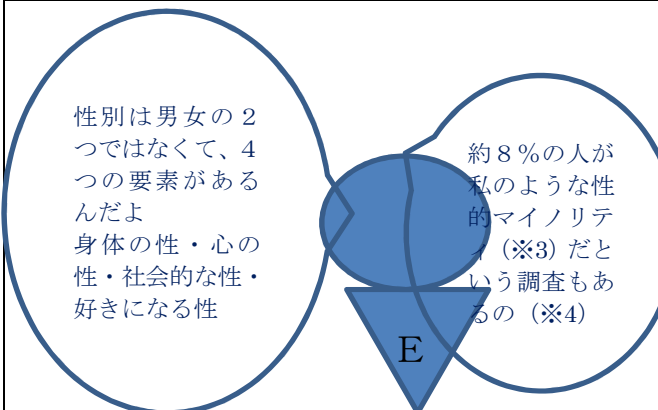 性別は男女の２
つではなくて、４
つの要素がある
んだよ
身体の性・心の
性・社会的な性・
好きになる性
約８％の人が
私のような性
的マイノリテ
ィ（※3）だと
いう調査もあ
るの（※4）
E